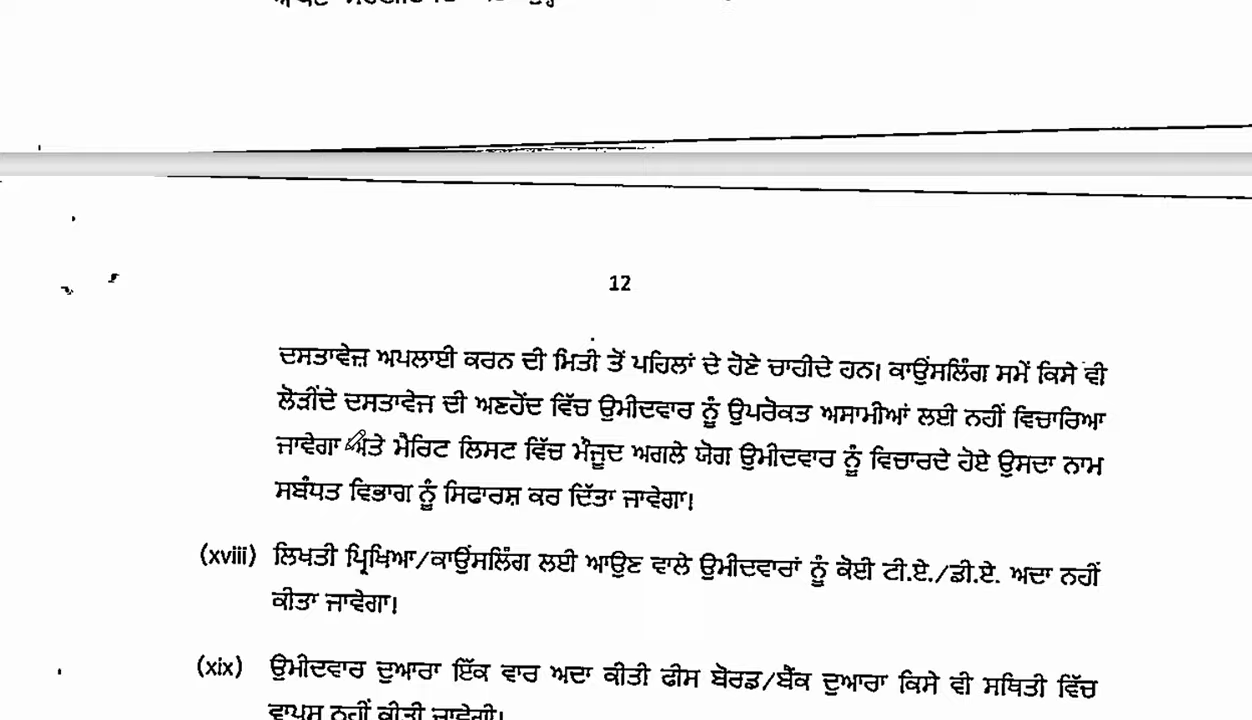 12
ਦਸਤਾਵੇਜ਼ ਅਪਲਾਈ ਕਰਨ ਦੀ ਮਿਤੀ ਤੋਂ ਪਹਿਲਾਂ ਦੇ ਹੋਣੇ ਚਾਹੀਦੇ ਹਨ। ਕਾਉਂਸਲਿੰਗ ਸਮੇਂ ਕਿਸੇ ਵੀ
ਲੋੜੀਂਦੇ ਦਸਤਾਵੇਜ ਦੀ ਅਣਹੋਂਦ ਵਿੱਚ ਉਮੀਦਵਾਰ ਨੂੰ ਉਪਰੋਕਤ ਅਸਾਮੀਆਂ ਲਈ ਨਹੀਂ ਵਿਚਾਰਿਆ
ਜਾਵੇਗਾ ਅਤੇ ਮੈਰਿਟ ਲਿਸਟ ਵਿੱਚ ਮੌਜੂਦ ਅਗਲੇ ਯੋਗ ਉਮੀਦਵਾਰ ਨੂੰ ਵਿਚਾਰਦੇ ਹੋਏ ਉਸਦਾ ਨਾਮ
ਸਬੰਧਤ ਵਿਭਾਗ ਨੂੰ ਸਿਫਾਰਸ਼ ਕਰ ਦਿੱਤਾ ਜਾਵੇਗਾ।
(xviii) ਲਿਖਤੀ ਪ੍ਰਿਖਿਆ/ਕਾਉਂਸਲਿੰਗ ਲਈ ਆਉਣ ਵਾਲੇ ਉਮੀਦਵਾਰਾਂ ਨੂੰ ਕੋਈ ਟੀ.ਏ./ਡੀ.ਏ. ਅਦਾ ਨਹੀਂ
ਕੀਤਾ ਜਾਵੇਗਾ।
(xix) ਉਮੀਦਵਾਰ ਦੁਆਰਾ ਇੱਕ ਵਾਰ ਅਦਾ ਕੀਤੀ ਫੀਸ ਬੋਰਡ/ਬੈਂਕ ਦੁਆਰਾ ਕਿਸੇ ਵੀ ਸਥਿਤੀ ਵਿੱਚ
ਵਾਪਸ ਨਹੀਂ ਕੀਤੀ ਜਾਵੇਗੀ।